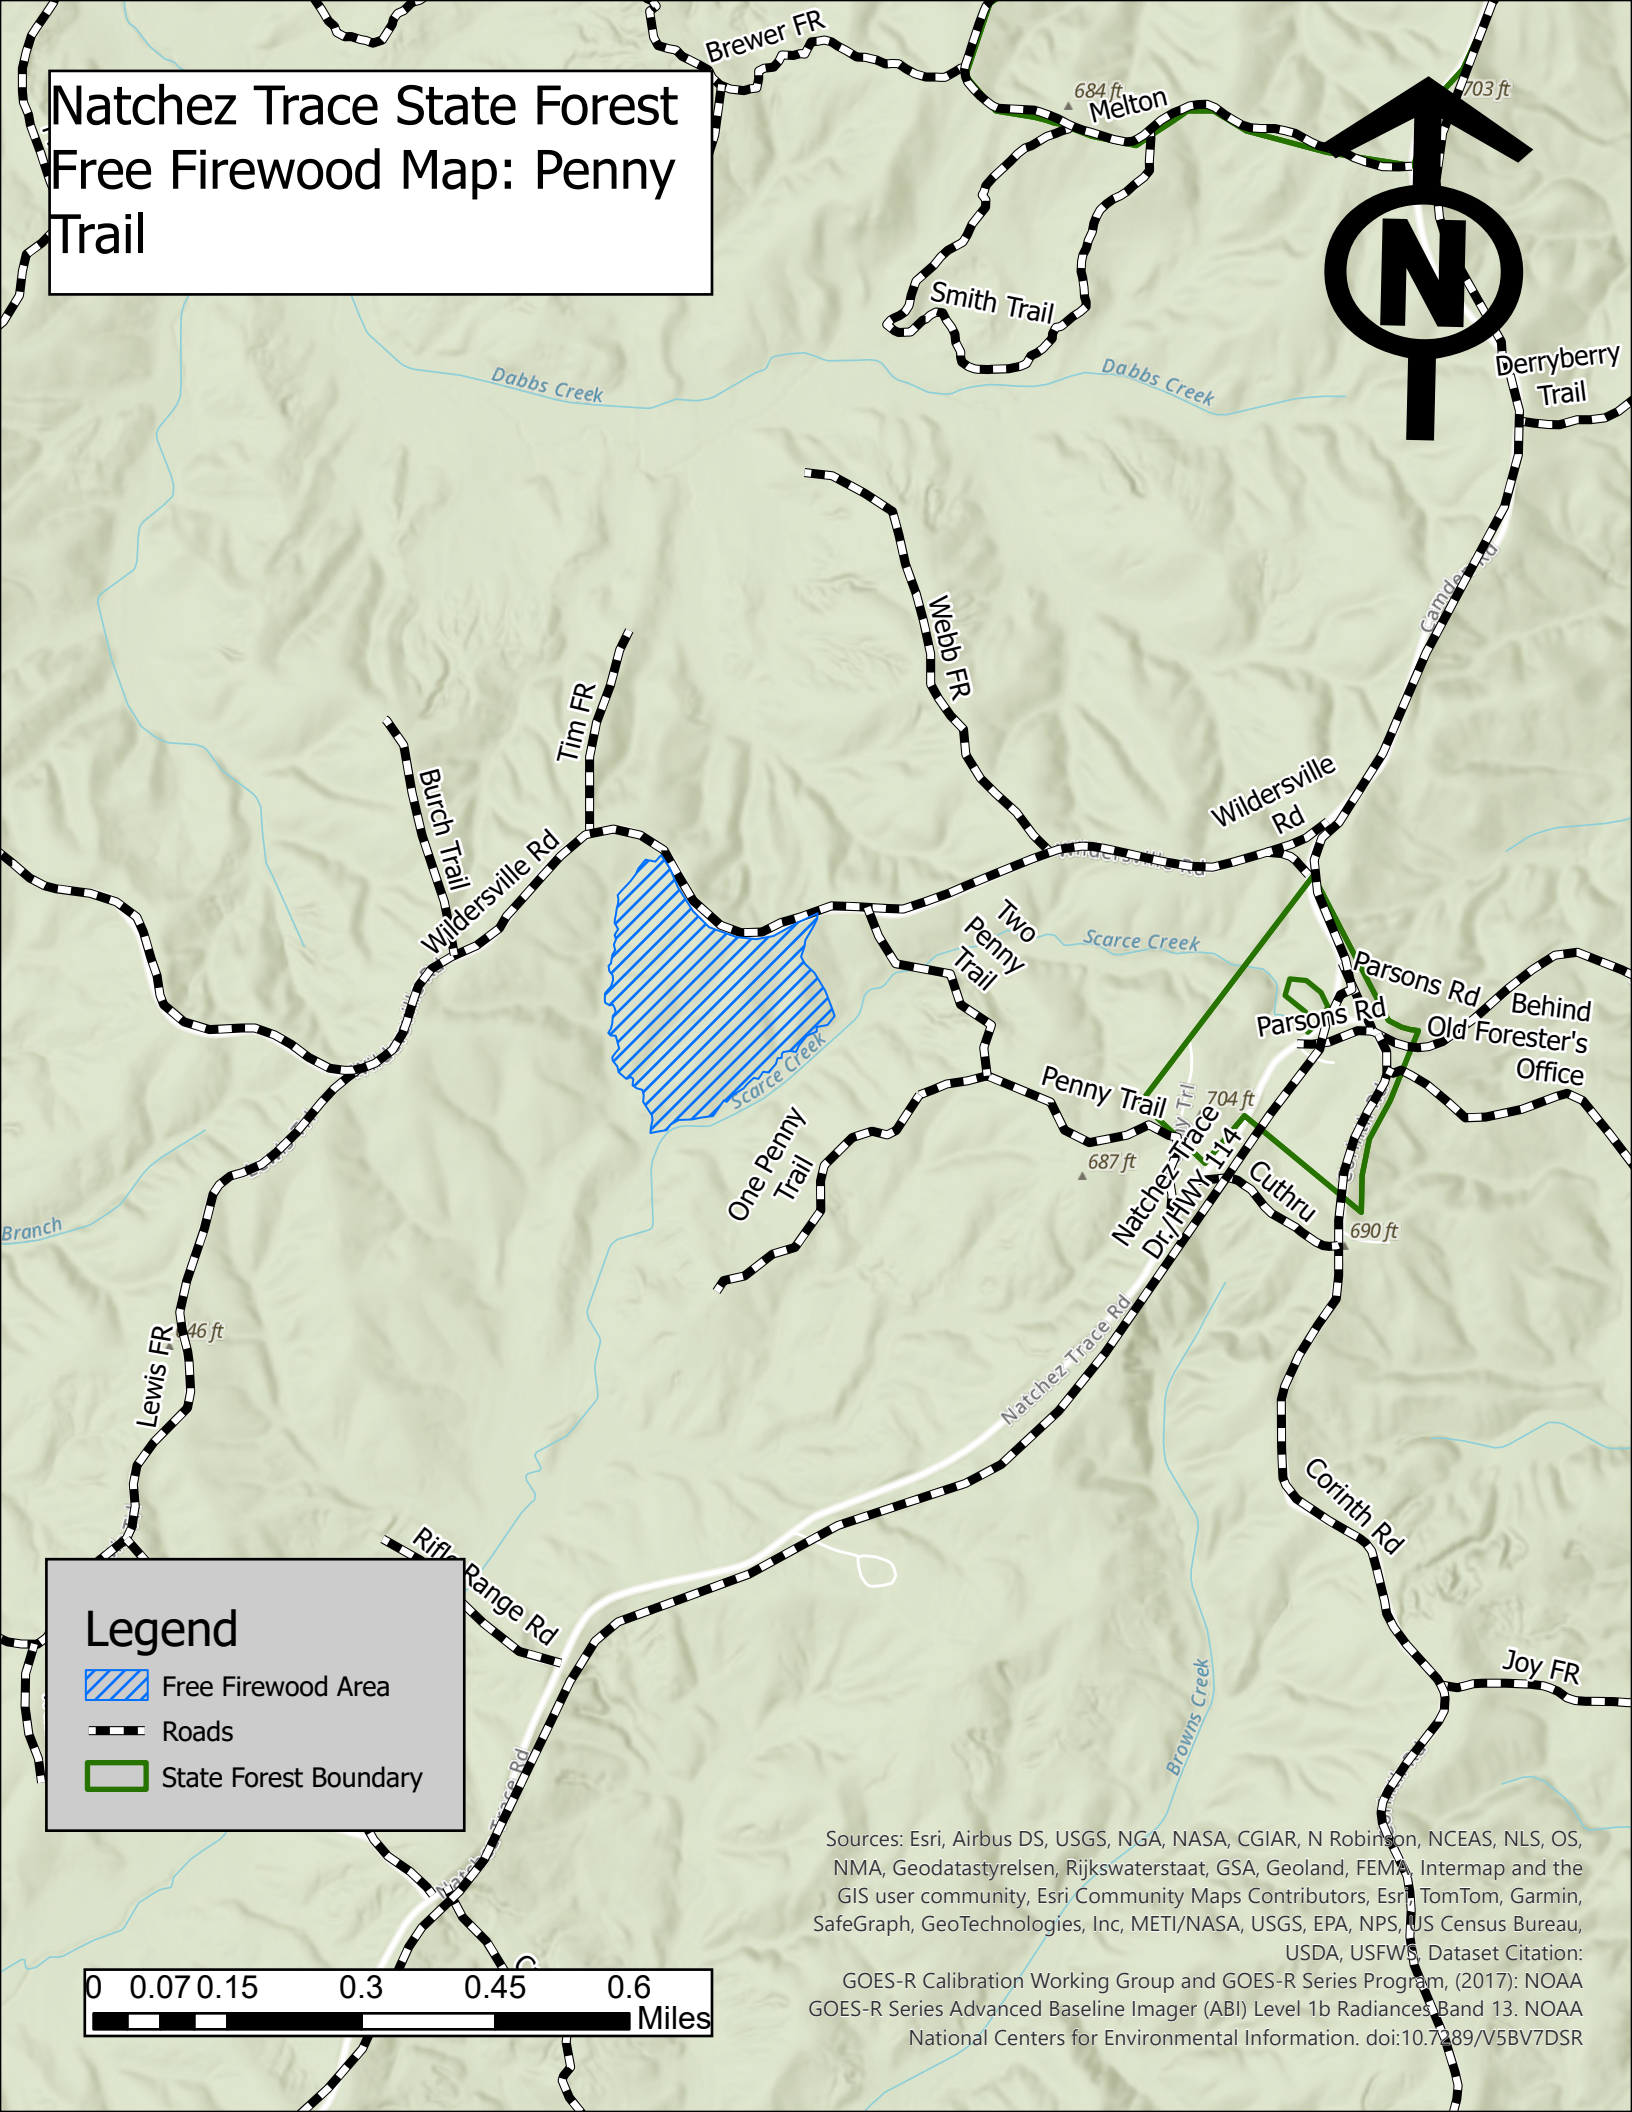 Brewer FR
684 ft
Melton
703 ft
Natchez Trace State Forest
Free Firewood Map: Penny
Trail
N
Smith Trail
Derryberry
Trail
Dabbs Creek
Dabbs Creek
Camden Rd
Webb FR
Tim FR
Burch Trail
Wildersville Rd
Wildersville
Rd
Wildersville Rd
Two
Penny
Trail
Scarce Creek
Parsons Rd
Parsons Rd
Behind
Old Forester's
Office
Scarce Creek
Penny Trail
704 ft
One Penny
Trail
687 ft
Natchez Trace
Dr./HWY 114
Cuthru
690 ft
Branch
Lewis FR
Natchez Trace Rd
Corinth Rd
Rifle Range Rd
Joy FR
Browns Creek
Trace Rd
Legend
Free Firewood Area
Roads
State Forest Boundary
0 0.07 0.15 0.3 0.45 0.6
Miles
Sources: Esri, Airbus DS, USGS, NGA, NASA, CGIAR, N Robinson, NCEAS, NLS, OS,
NMA, Geodatastyrelsen, Rijkswaterstaat, GSA, Geoland, FEMA, Intermap and the
GIS user community, Esri Community Maps Contributors, Esri, TomTom, Garmin,
SafeGraph, GeoTechnologies, Inc, METI/NASA, USGS, EPA, NPS, US Census Bureau,
USDA, USFWS, Dataset Citation:
GOES-R Calibration Working Group and GOES-R Series Program, (2017): NOAA
GOES-R Series Advanced Baseline Imager (ABI) Level 1b Radiances Band 13. NOAA
National Centers for Environmental Information. doi:10.7289/V5BV7DSR